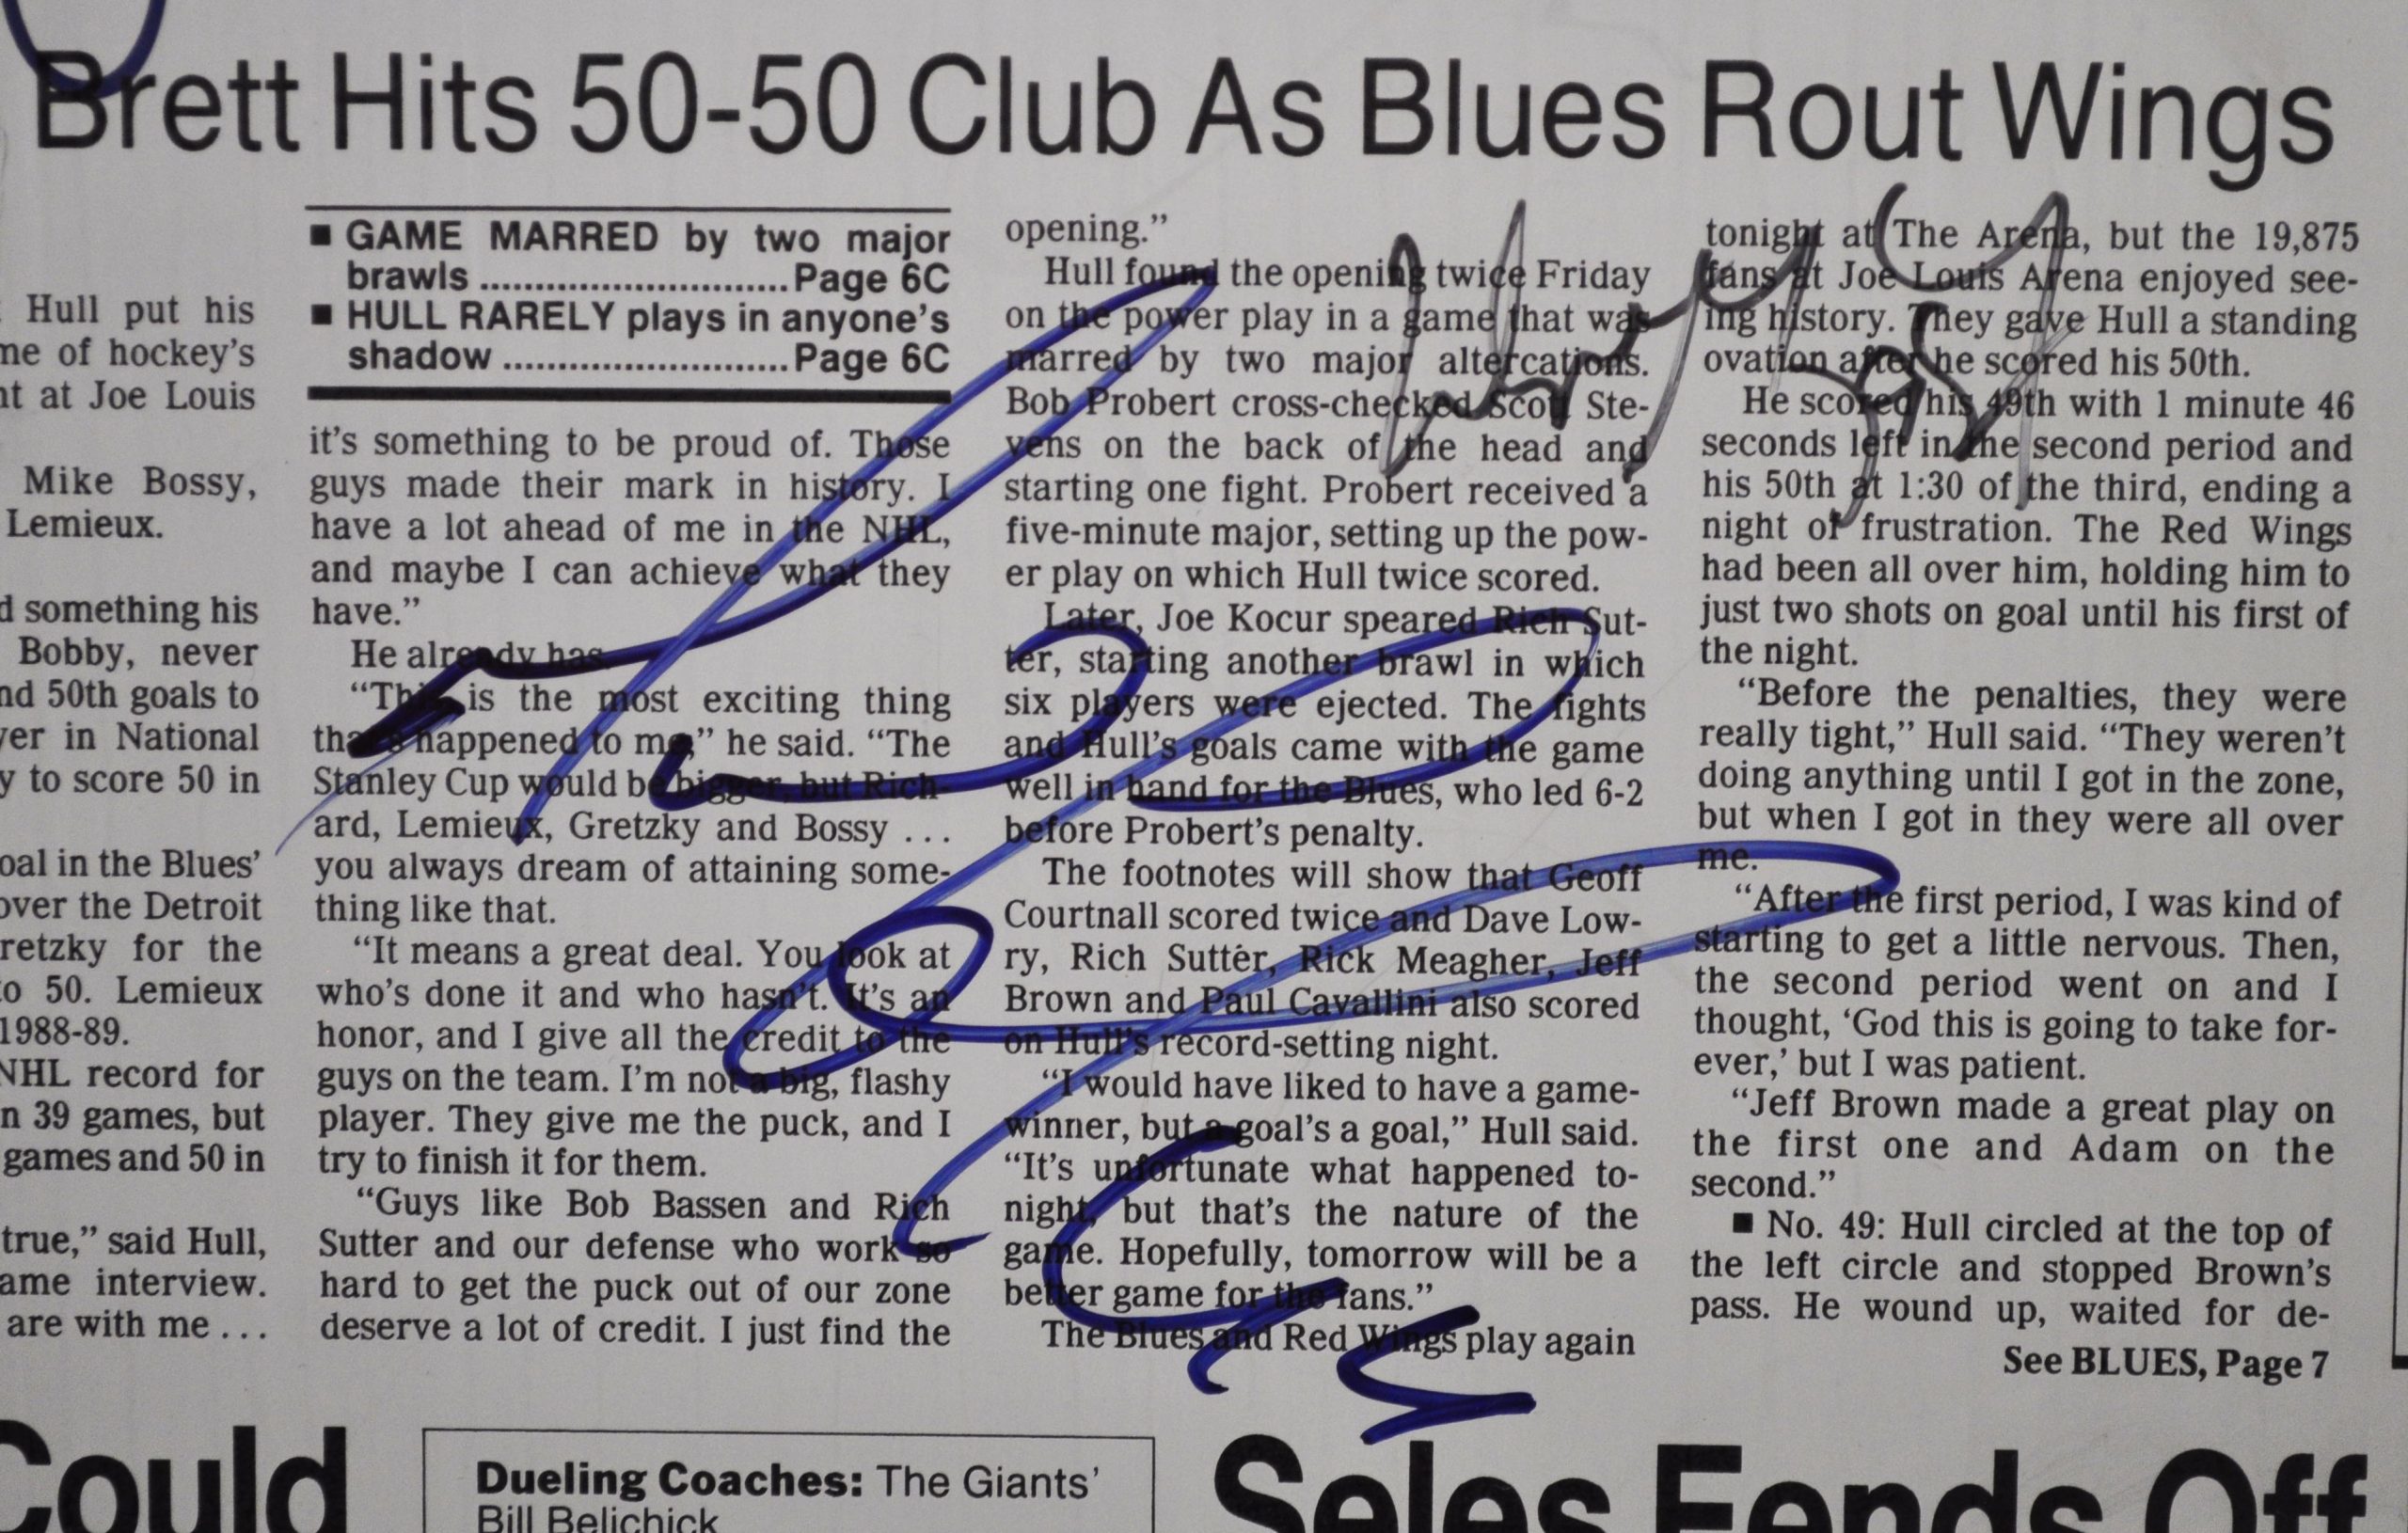 Brett Hits 50-50 Club As Blues Rout Wings
Hull put his
me of hockey's
nt at Joe Louis
Mike Bossy,
Lemieux.
d something his
Bobby, never
nd 50th goals to
yer in National
y to score 50 in
oal in the Blues'
over the Detroit
retzky for the
to 50. Lemieux
1988-89.
NHL record for
n 39 games, but
games and 50 in
true,” said Hull,
ame interview.
are with me ...
■ GAME MARRED by two major
brawls ............................ Page 6C
■ HULL RARELY plays in anyone's
shadow .......................... Page 6C
it's something to be proud of. Those
guys made their mark in history. I
have a lot ahead of me in the NHL,
and maybe I can achieve what they
have.”
He already has.
“This is the most exciting thing
that's happened to me,” he said. “The
Stanley Cup would be bigger, but Rich-
ard, Lemieux, Gretzky and Bossy ...
you always dream of attaining some-
thing like that.
“It means a great deal. You look at
who's done it and who hasn't. It's an
honor, and I give all the credit to the
guys on the team. I'm not a big, flashy
player. They give me the puck, and I
try to finish it for them.
“Guys like Bob Bassen and Rich
Sutter and our defense who work so
hard to get the puck out of our zone
deserve a lot of credit. I just find the
opening.”
Hull found the opening twice Friday
on the power play in a game that was
marred by two major altercations.
Bob Probert cross-checked Scott Ste-
vens on the back of the head and
starting one fight. Probert received a
five-minute major, setting up the pow-
er play on which Hull twice scored.
Later, Joe Kocur speared Rich Sut-
ter, starting another brawl in which
six players were ejected. The fights
and Hull's goals came with the game
well in hand for the Blues, who led 6-2
before Probert's penalty.
The footnotes will show that Geoff
Courtnall scored twice and Dave Low-
ry, Rich Sutter, Rick Meagher, Jeff
Brown and Paul Cavallini also scored
on Hull's record-setting night.
“I would have liked to have a game-
winner, but a goal's a goal,” Hull said.
“It's unfortunate what happened to-
night, but that's the nature of the
game. Hopefully, tomorrow will be a
better game for the fans.”
The Blues and Red Wings play again
tonight at The Arena, but the 19,875
fans at Joe Louis Arena enjoyed see-
ing history. They gave Hull a standing
ovation after he scored his 50th.
He scored his 49th with 1 minute 46
seconds left in the second period and
his 50th at 1:30 of the third, ending a
night of frustration. The Red Wings
had been all over him, holding him to
just two shots on goal until his first of
the night.
“Before the penalties, they were
really tight,” Hull said. “They weren't
doing anything until I got in the zone,
but when I got in they were all over
me.
“After the first period, I was kind of
starting to get a little nervous. Then,
the second period went on and I
thought, ‘God this is going to take for-
ever,’ but I was patient.
“Jeff Brown made a great play on
the first one and Adam on the
second.”
■ No. 49: Hull circled at the top of
the left circle and stopped Brown's
pass. He wound up, waited for de-
See BLUES, Page 7
Could
Dueling Coaches: The Giants'
Bill Belichick
Seles Fends Off